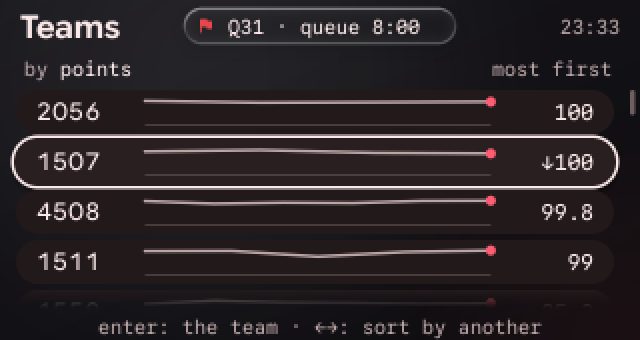 Teams
Q31 · queue 8:00
23:33
by points
most first
2056 100
1507 ↓100
4508 99.8
1511 99
enter: the team · ↔: sort by another